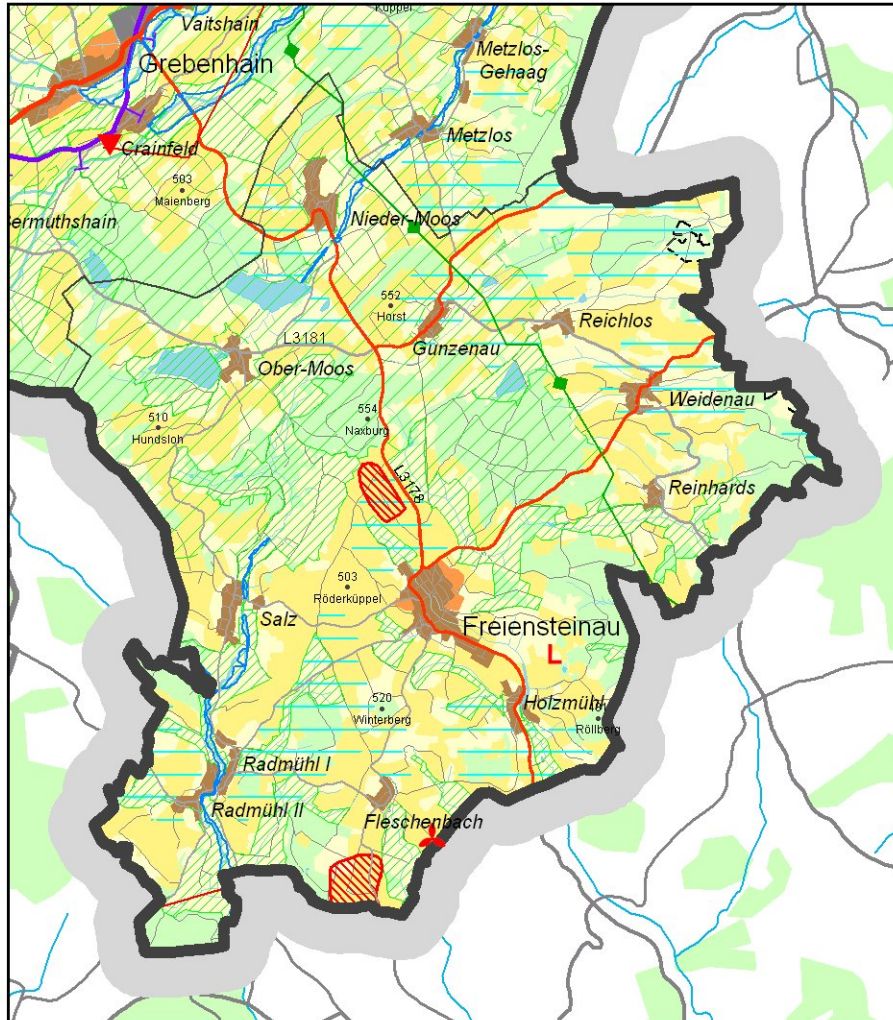 Küppel
Vaitshain
Metzlos-
Gehaag
Grebenhain
Metzlos
Crainfeld
503
Maienberg
Nieder-Moos
Bermuthshain
552
Horst
Reichlos
L3181
Gunzenau
Ober-Moos
Weidenau
554
Naxburg
510
Hundsloh
L3178
Reinhards
503
Röderküppel
Salz
Freiensteinau
L
Holzmühl
520
Winterberg
Röllberg
Radmühl I
Radmühl II
Fleschenbach